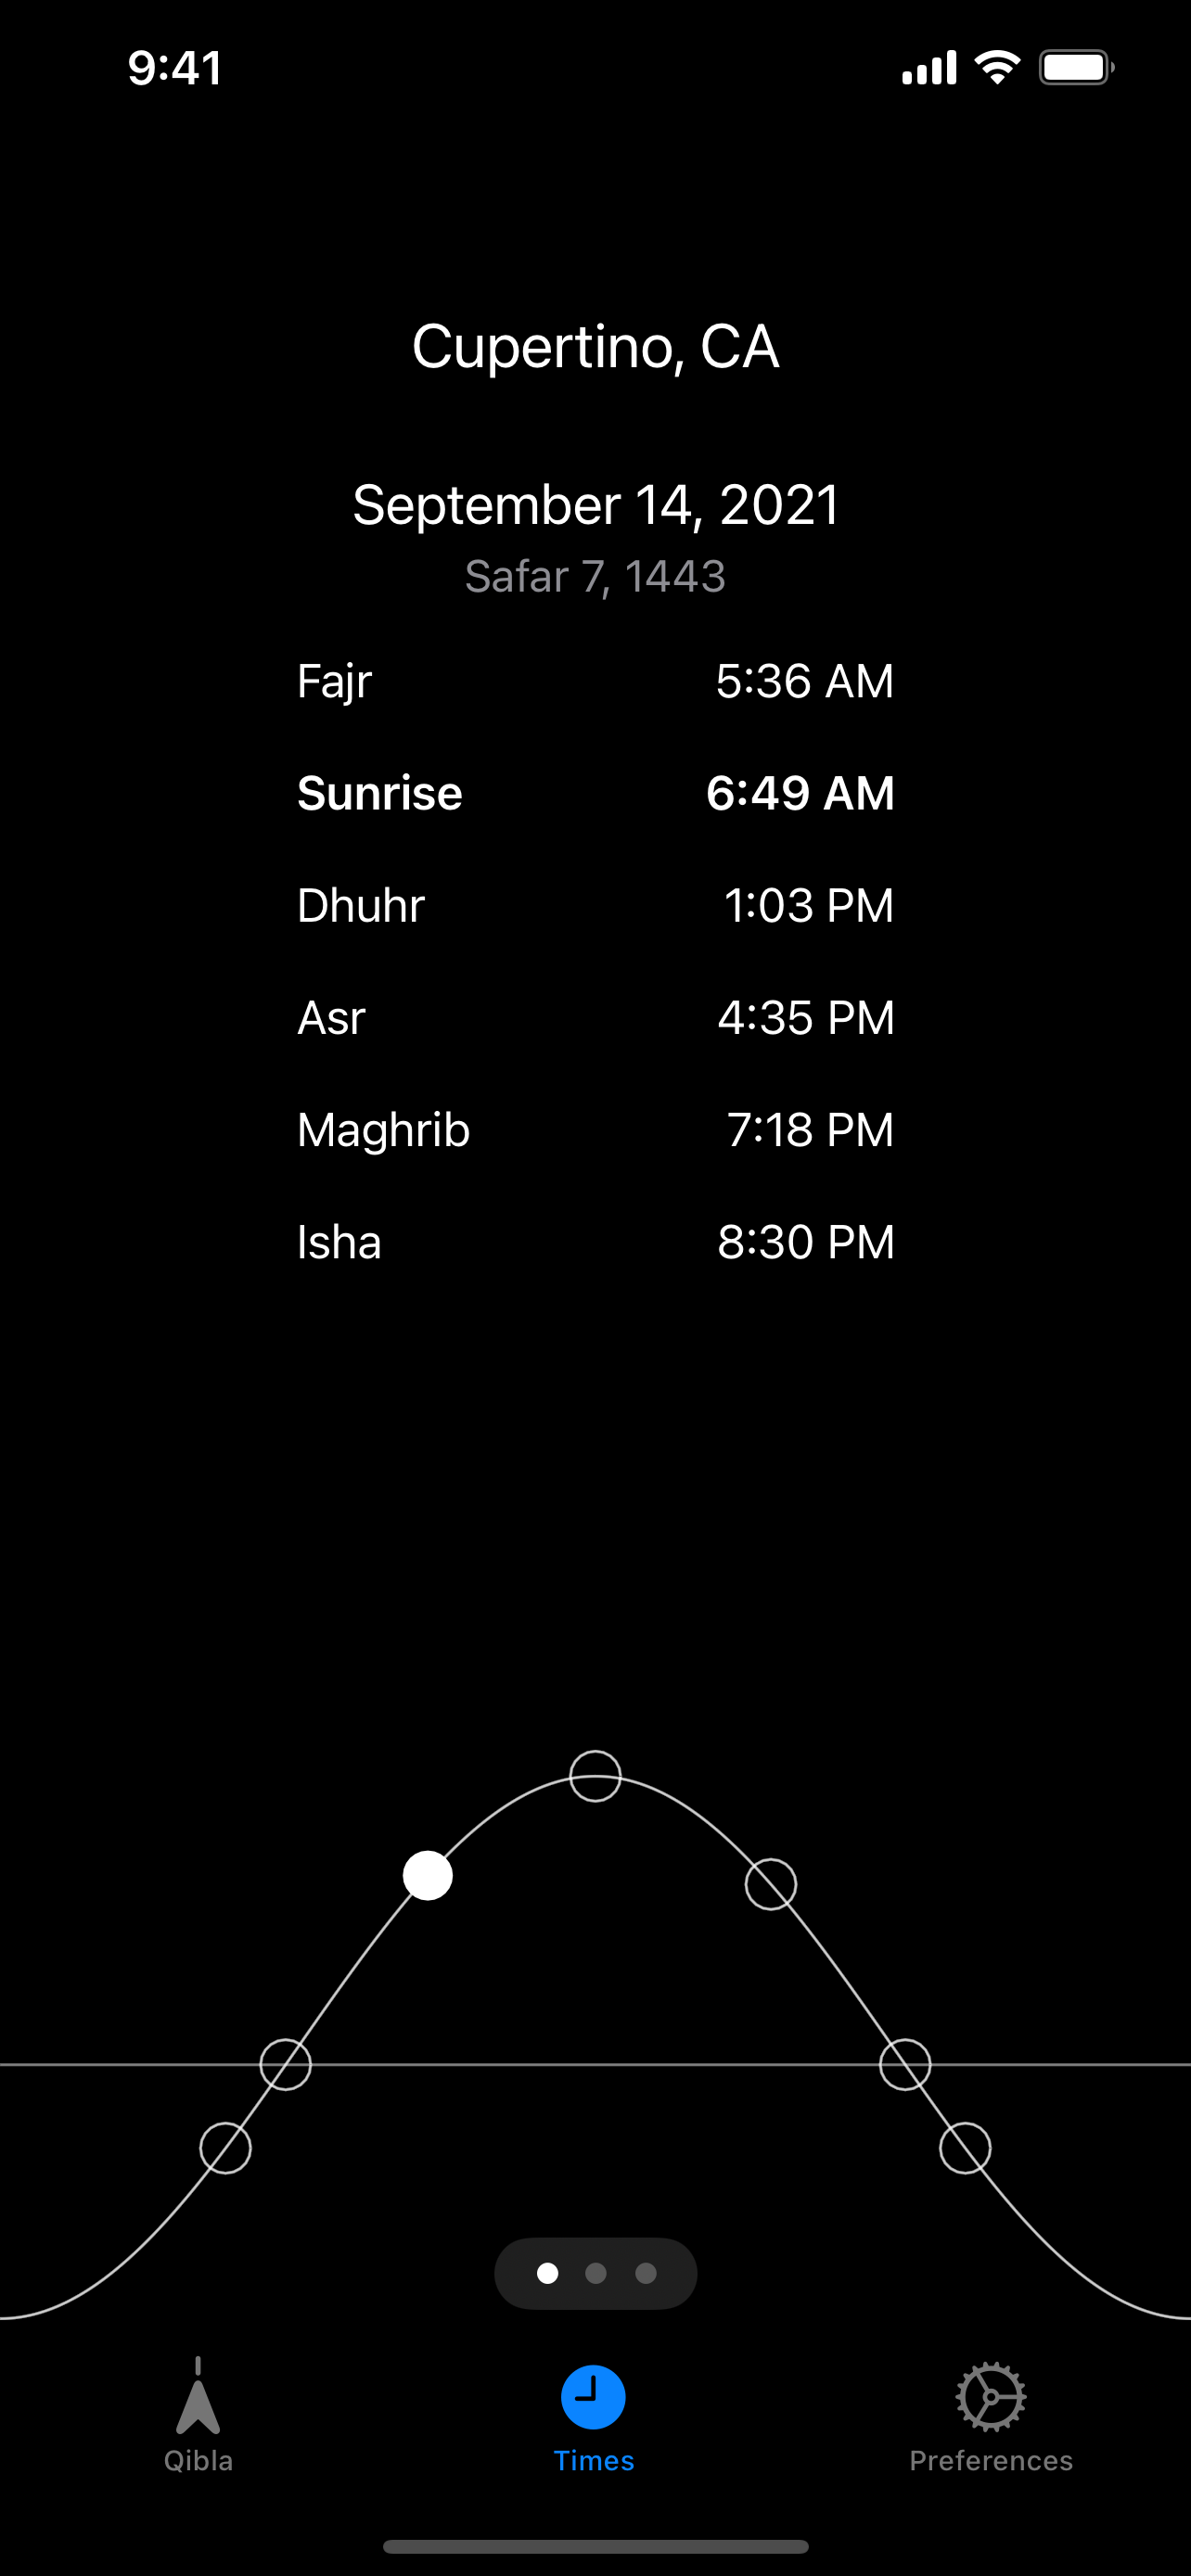 9:41
Cupertino, CA
September 14, 2021
Safar 7, 1443
Fajr 5:36 AM
Sunrise 6:49 AM
Dhuhr 1:03 PM
Asr 4:35 PM
Maghrib 7:18 PM
Isha 8:30 PM
Qibla Times Preferences